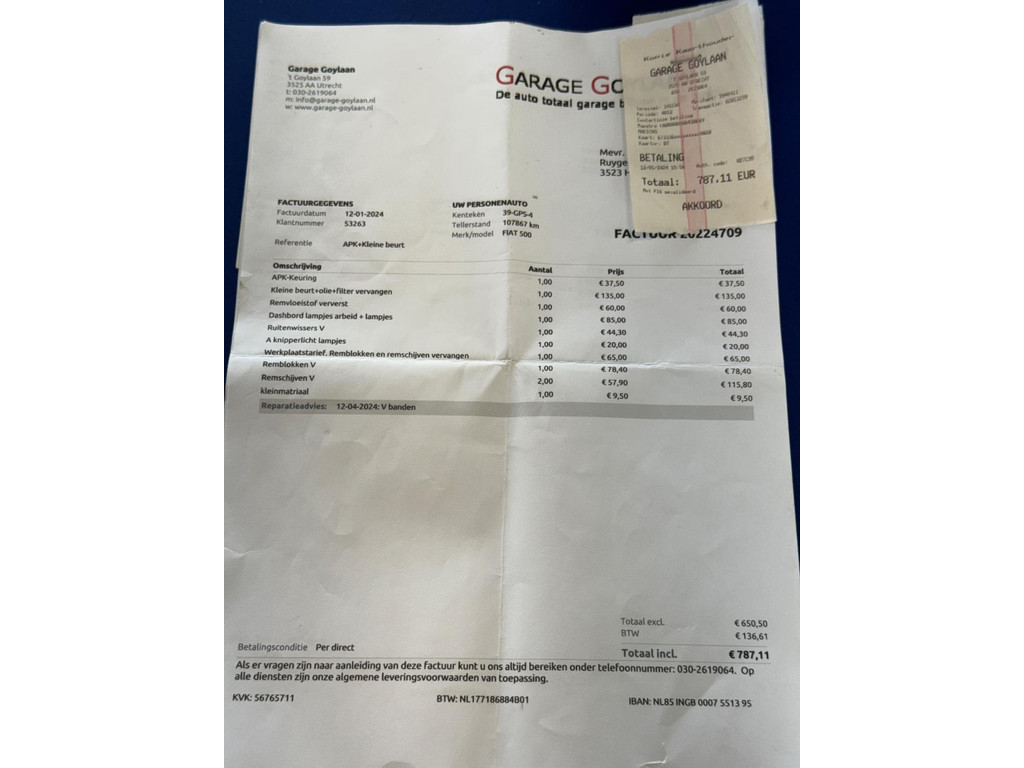 Garage Goylaan
't Goylaan 59
3525 AA Utrecht
t: 030-2619064
m: info@garage-goylaan.nl
w: www.garage-goylaan.nl
GARAGE GO
De auto totaal garage b
Mevr.
Ruyge
3523 H
Kopie Kaarthouder
GARAGE GOYLAAN
BETALING
Totaal: 787,11 EUR
AKKOORD
FACTUURGEGEVENS
Factuurdatum 12-01-2024
Klantnummer 53263
Referentie APK+Kleine beurt
UW PERSONENAUTO
Kenteken 39-GPS-4
Tellerstand 107867 km
Merk/model FIAT 500
FACTUUR 20224709
Omschrijving Aantal Prijs Totaal
APK-Keuring 1,00 € 37,50 € 37,50
Kleine beurt+olie+filter vervangen 1,00 € 135,00 € 135,00
Remvloeistof ververst 1,00 € 60,00 € 60,00
Dashbord lampjes arbeid + lampjes 1,00 € 85,00 € 85,00
Ruitenwissers V 1,00 € 44,30 € 44,30
A knipperlicht lampjes 1,00 € 20,00 € 20,00
Werkplaatstarief. Remblokken en remschijven vervangen 1,00 € 65,00 € 65,00
Remblokken V 1,00 € 78,40 € 78,40
Remschijven V 2,00 € 57,90 € 115,80
kleinmatriaal 1,00 € 9,50 € 9,50
Reparatieadvies: 12-04-2024: V banden
Totaal excl. € 650,50
BTW € 136,61
Totaal incl. € 787,11
Betalingsconditie Per direct
Als er vragen zijn naar aanleiding van deze factuur kunt u ons altijd bereiken onder telefoonnummer: 030-2619064. Op
alle diensten zijn onze algemene leveringsvoorwaarden van toepassing.
KVK: 56765711 BTW: NL177186884B01 IBAN: NL85 INGB 0007 5513 95